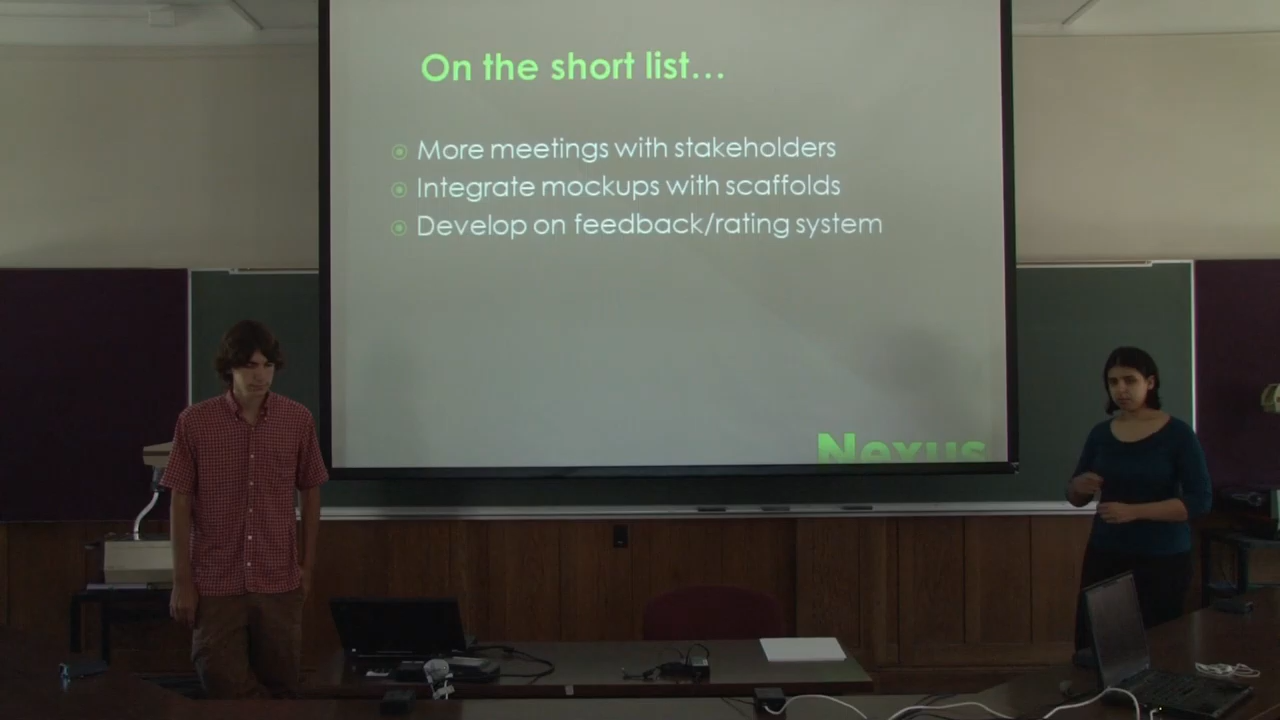 On the short list...
More meetings with stakeholders
Integrate mockups with scaffolds
Develop on feedback/rating system
Nexus